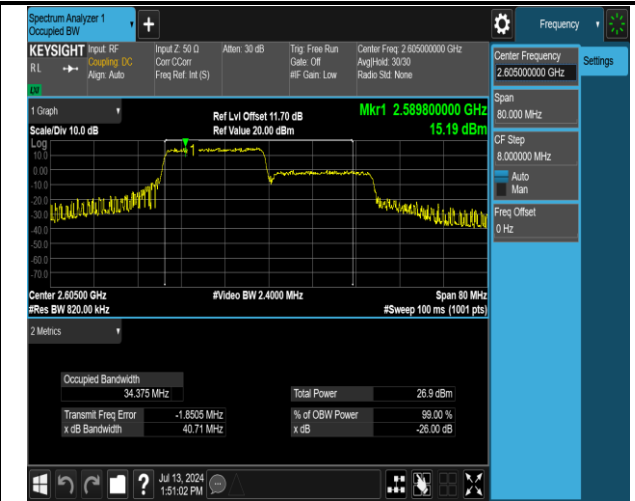 Spectrum Analyzer 1
Occupied BW
Frequency
KEYSIGHT
RL
Input: RF
Coupling: DC
Align: Auto
Input Z: 50 Ω
Corr CCorr
Freq Ref: Int (S)
Atten: 30 dB
Trig: Free Run
Gate: Off
#IF Gain: Low
Center Freq: 2.605000000 GHz
Avg|Hold: 30/30
Radio Std: None
Center Frequency
2.605000000 GHz
Settings
Span
80.000 MHz
CF Step
8.000000 MHz
Auto
Man
Freq Offset
0 Hz
1 Graph
Scale/Div 10.0 dB
Ref Lvl Offset 11.70 dB
Ref Value 20.00 dBm
Mkr1 2.589800000 GHz
15.19 dBm
Log
10.0
0.00
-10.0
-20.0
-30.0
-40.0
-50.0
-60.0
-70.0
1
Center 2.60500 GHz
#Res BW 820.00 kHz
#Video BW 2.4000 MHz
Span 80 MHz
#Sweep 100 ms (1001 pts)
2 Metrics
Occupied Bandwidth
34.375 MHz
Total Power 26.9 dBm
Transmit Freq Error -1.8505 MHz
% of OBW Power 99.00 %
x dB Bandwidth 40.71 MHz
x dB -26.00 dB
?
Jul 13, 2024
1:51:02 PM